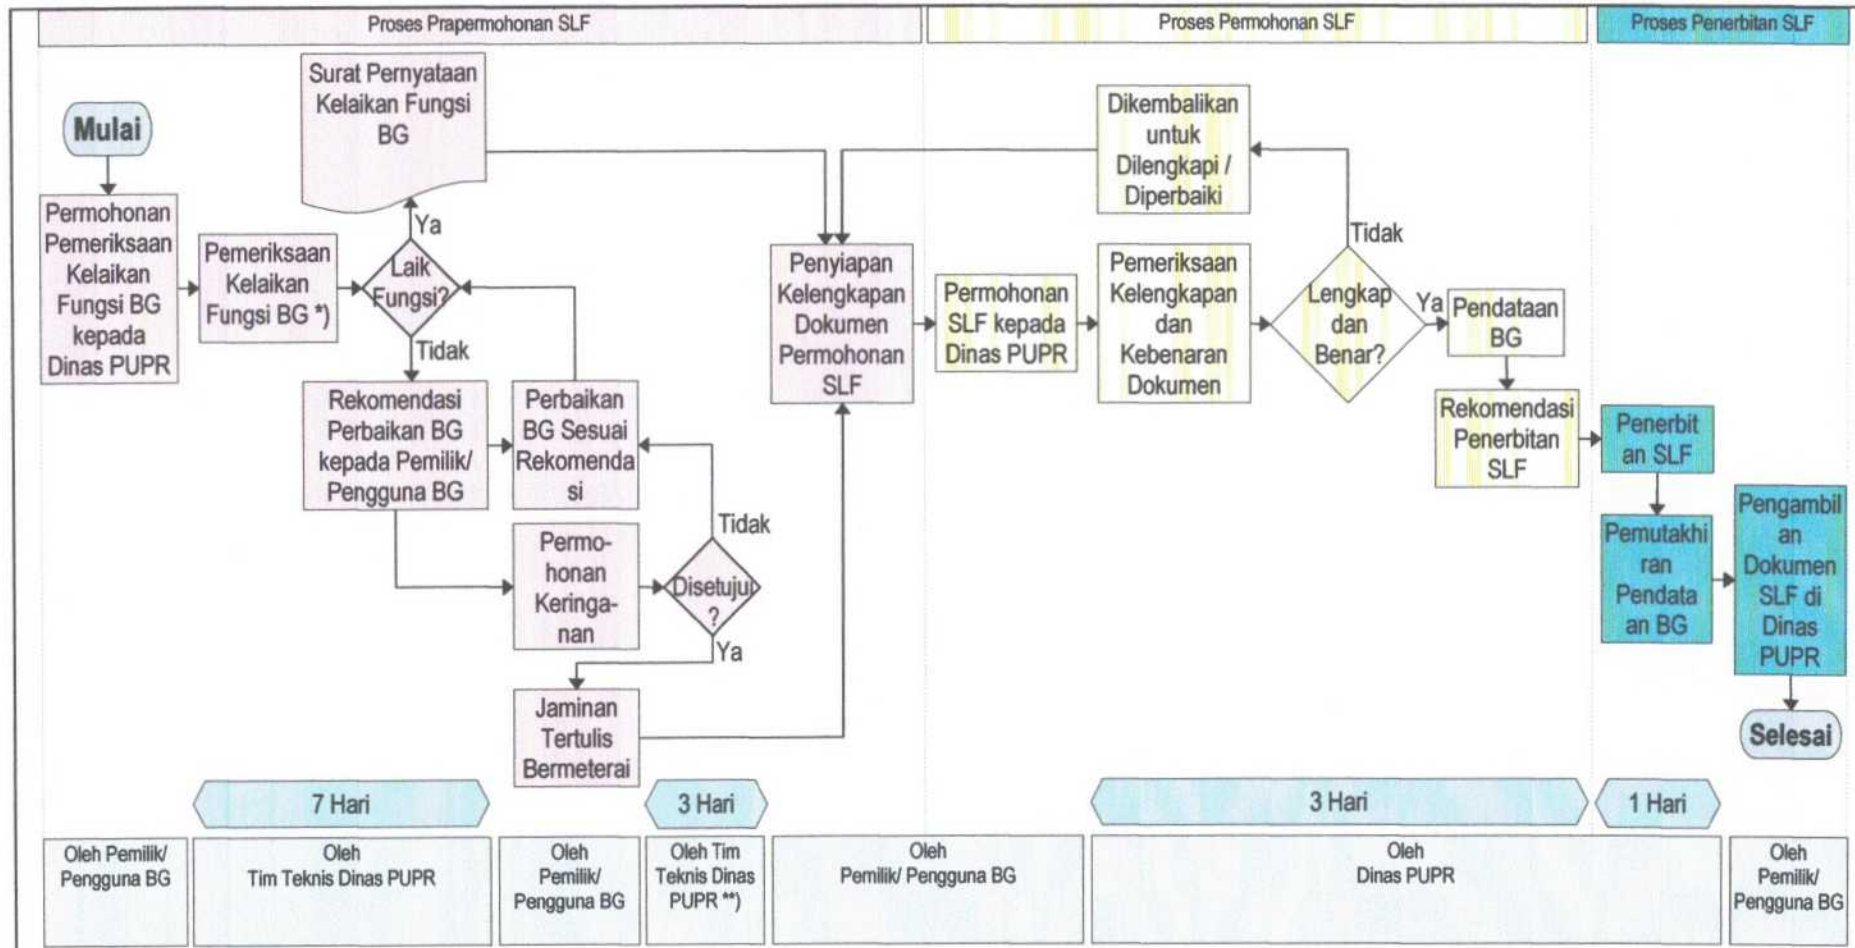 Proses Prapermohonan SLF
Proses Permohonan SLF
Proses Penerbitan SLF
Mulai
Permohonan
Pemeriksaan
Kelaikan
Fungsi BG
kepada
Dinas PUPR
Pemeriksaan
Kelaikan
Fungsi BG *)
Surat Pernyataan
Kelaikan Fungsi
BG
Ya
Laik
Fungsi?
Tidak
Rekomendasi
Perbaikan BG
kepada Pemilik/
Pengguna BG
Perbaikan
BG Sesuai
Rekomenda
si
Permo-
honan
Keringa-
nan
Tidak
Disetujui
?
Ya
Jaminan
Tertulis
Bermeterai
Penyiapan
Kelengkapan
Dokumen
Permohonan
SLF
Permohonan
SLF kepada
Dinas PUPR
Dikembalikan
untuk
Dilengkapi /
Diperbaiki
Pemeriksaan
Kelengkapan
dan
Kebenaran
Dokumen
Tidak
Lengkap
dan
Benar?
Ya
Pendataan
BG
Rekomendasi
Penerbitan
SLF
Penerbit
an SLF
Pemutakhi
ran
Pendata
an BG
Pengambil
an
Dokumen
SLF di
Dinas
PUPR
Selesai
7 Hari
3 Hari
3 Hari
1 Hari
Oleh Pemilik/
Pengguna BG
Oleh
Tim Teknis Dinas PUPR
Oleh
Pemilik/
Pengguna BG
Oleh Tim
Teknis Dinas
PUPR **)
Oleh
Pemilik/ Pengguna BG
Oleh
Dinas PUPR
Oleh
Pemilik/
Pengguna BG